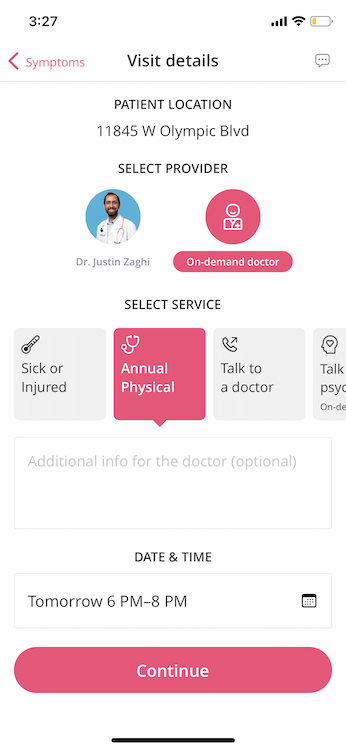 3:27
Symptoms
Visit details
PATIENT LOCATION
11845 W Olympic Blvd
SELECT PROVIDER
Dr. Justin Zaghi
On-demand doctor
SELECT SERVICE
Sick or
Injured
Annual
Physical
Talk to
a doctor
Talk
psyc
On-de
Additional info for the doctor (optional)
DATE & TIME
Tomorrow 6 PM–8 PM
Continue